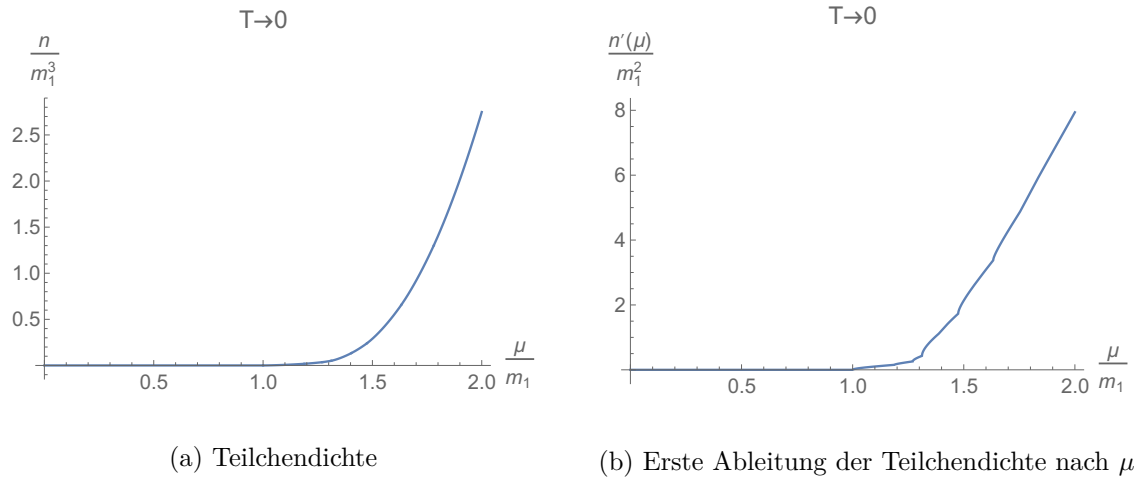 T→0
n
m₁³
2.5
2.0
1.5
1.0
0.5
0.5
1.0
1.5
2.0
μ
m₁
(a) Teilchendichte
T→0
n′(μ)
m₁²
8
6
4
2
0.5
1.0
1.5
2.0
μ
m₁
(b) Erste Ableitung der Teilchendichte nach μ